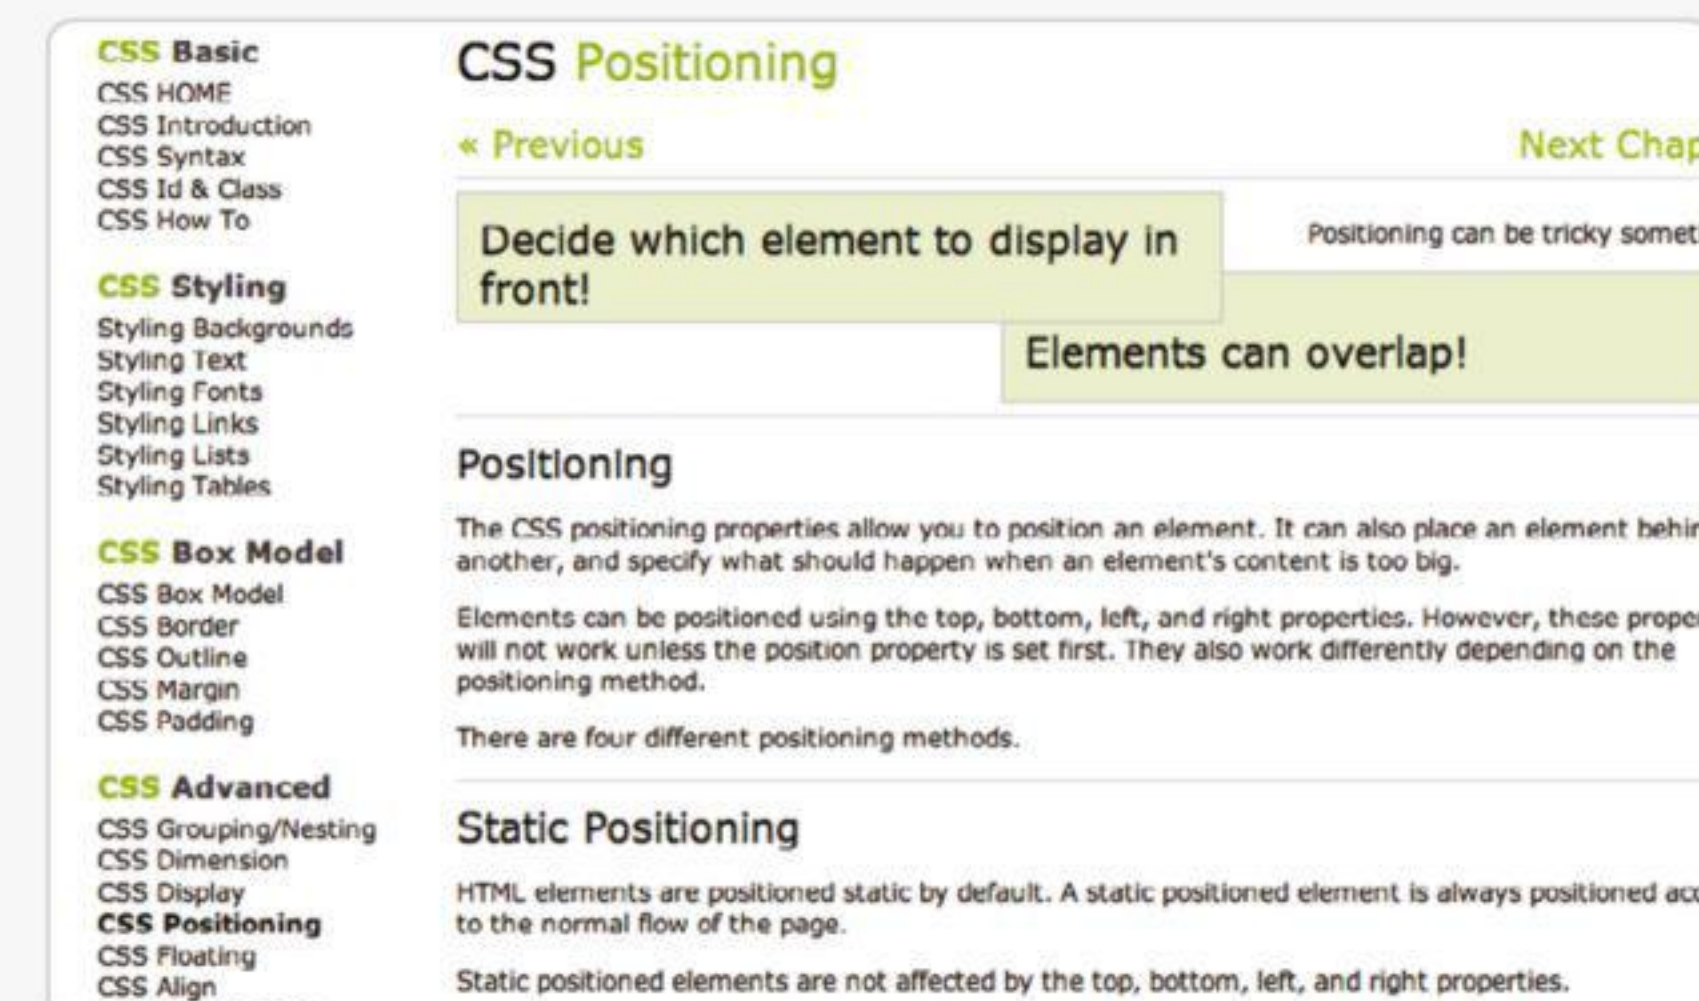 CSS Basic
CSS HOME
CSS Introduction
CSS Syntax
CSS Id & Class
CSS How To
CSS Styling
Styling Backgrounds
Styling Text
Styling Fonts
Styling Links
Styling Lists
Styling Tables
CSS Box Model
CSS Box Model
CSS Border
CSS Outline
CSS Margin
CSS Padding
CSS Advanced
CSS Grouping/Nesting
CSS Dimension
CSS Display
CSS Positioning
CSS Floating
CSS Align
CSS Positioning
« Previous
Next Chap
Decide which element to display in
front!
Positioning can be tricky somet
Elements can overlap!
Positioning
The CSS positioning properties allow you to position an element. It can also place an element behin
another, and specify what should happen when an element's content is too big.
Elements can be positioned using the top, bottom, left, and right properties. However, these proper
will not work unless the position property is set first. They also work differently depending on the
positioning method.
There are four different positioning methods.
Static Positioning
HTML elements are positioned static by default. A static positioned element is always positioned acc
to the normal flow of the page.
Static positioned elements are not affected by the top, bottom, left, and right properties.